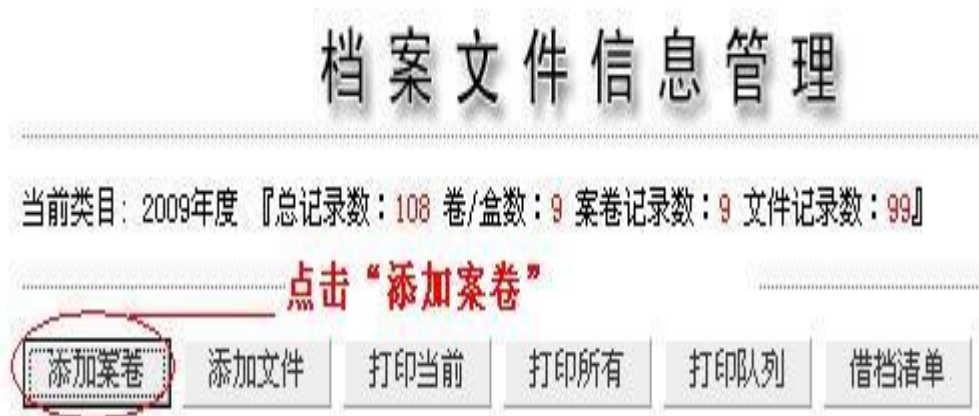 档案文件信息管理
当前类目: 2009年度 『总记录数:108 卷/盒数:9 案卷记录数:9 文件记录数:99』
点击“添加案卷”
添加案卷 添加文件 打印当前 打印所有 打印队列 借档清单